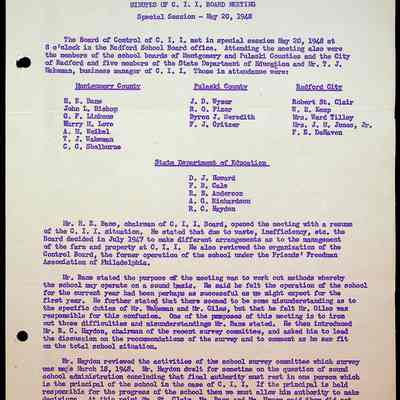 MINUTES OF C. I. I. BOARD MEETING
Special Session - May 20, 1948
The Board of Control of C. I. I. met in special session May 20, 1948 at
8 o'clock in the Radford School Board office. Attending the meeting also
were the members of the school boards of Montgomery and Pulaski Counties and the City
of Radford and five members of the State Department of Education and Mr. T. J.
Wakeman, business manager of C. I. I. Those in attendance were:
Montgomery County Pulaski County Radford City
H. E. Bane J. D. Wysor Robert St. Clair
John L. Bishop R. G. Finer W. H. Kemp
G. F. Linkous Byron J. Meredith Mrs. Ward Tilley
Harry H. Love F. J. Critzer Mrs. J. H. Jones, Jr.
A. M. Meikel F. E. DeHaven
T. J. Wakeman
C. G. Shelburne
State Department of Education
D. J. Howard
F. B. Cale
R. N. Anderson
A. G. Richardson
R. C. Haydon
Mr. H. E. Bane, chairman of C. I. I. Board, opened the meeting with a resume
of the C. I. I. situation. He stated that due to waste, inefficiency, etc. the
Board decided in July 1947 to make different arrangements as to the management
of the farm and property at C. I. I. He also reviewed the organization of the
Control Board, the former operation of the school under the Friends' Freedman
Association of Philadelphia.
Mr. Bane stated the purpose of the meeting was to work out methods whereby
the school may operate on a sound basis. He said he felt the operation of the school
for the current year had been perhaps as successful as we might expect for the
first year. He further stated that there seemed to be some misunderstanding as to
the specific duties of Mr. Wakeman and Mr. Giles, but that he felt Mr. Giles was
responsible for this confusion. One of the purposes of this meeting is to iron
out those difficulties and misunderstandings Mr. Bane stated. He then introduced
Mr. R. C. Haydon, chairman of the recent survey committee, and asked him to lead
the discussion on the recommendations of the survey and to comment as he saw fit
on the total school situation.
Mr. Haydon reviewed the activities of the school survey committee which survey
was made March 18, 1948. Mr. Haydon dwelt for sometime on the question of sound
school administration concluding that final authority must rest in one person which
is the principal of the school in the case of C. I. I. If the principal is held
responsible for the progress of the school then he must allow him authority to make